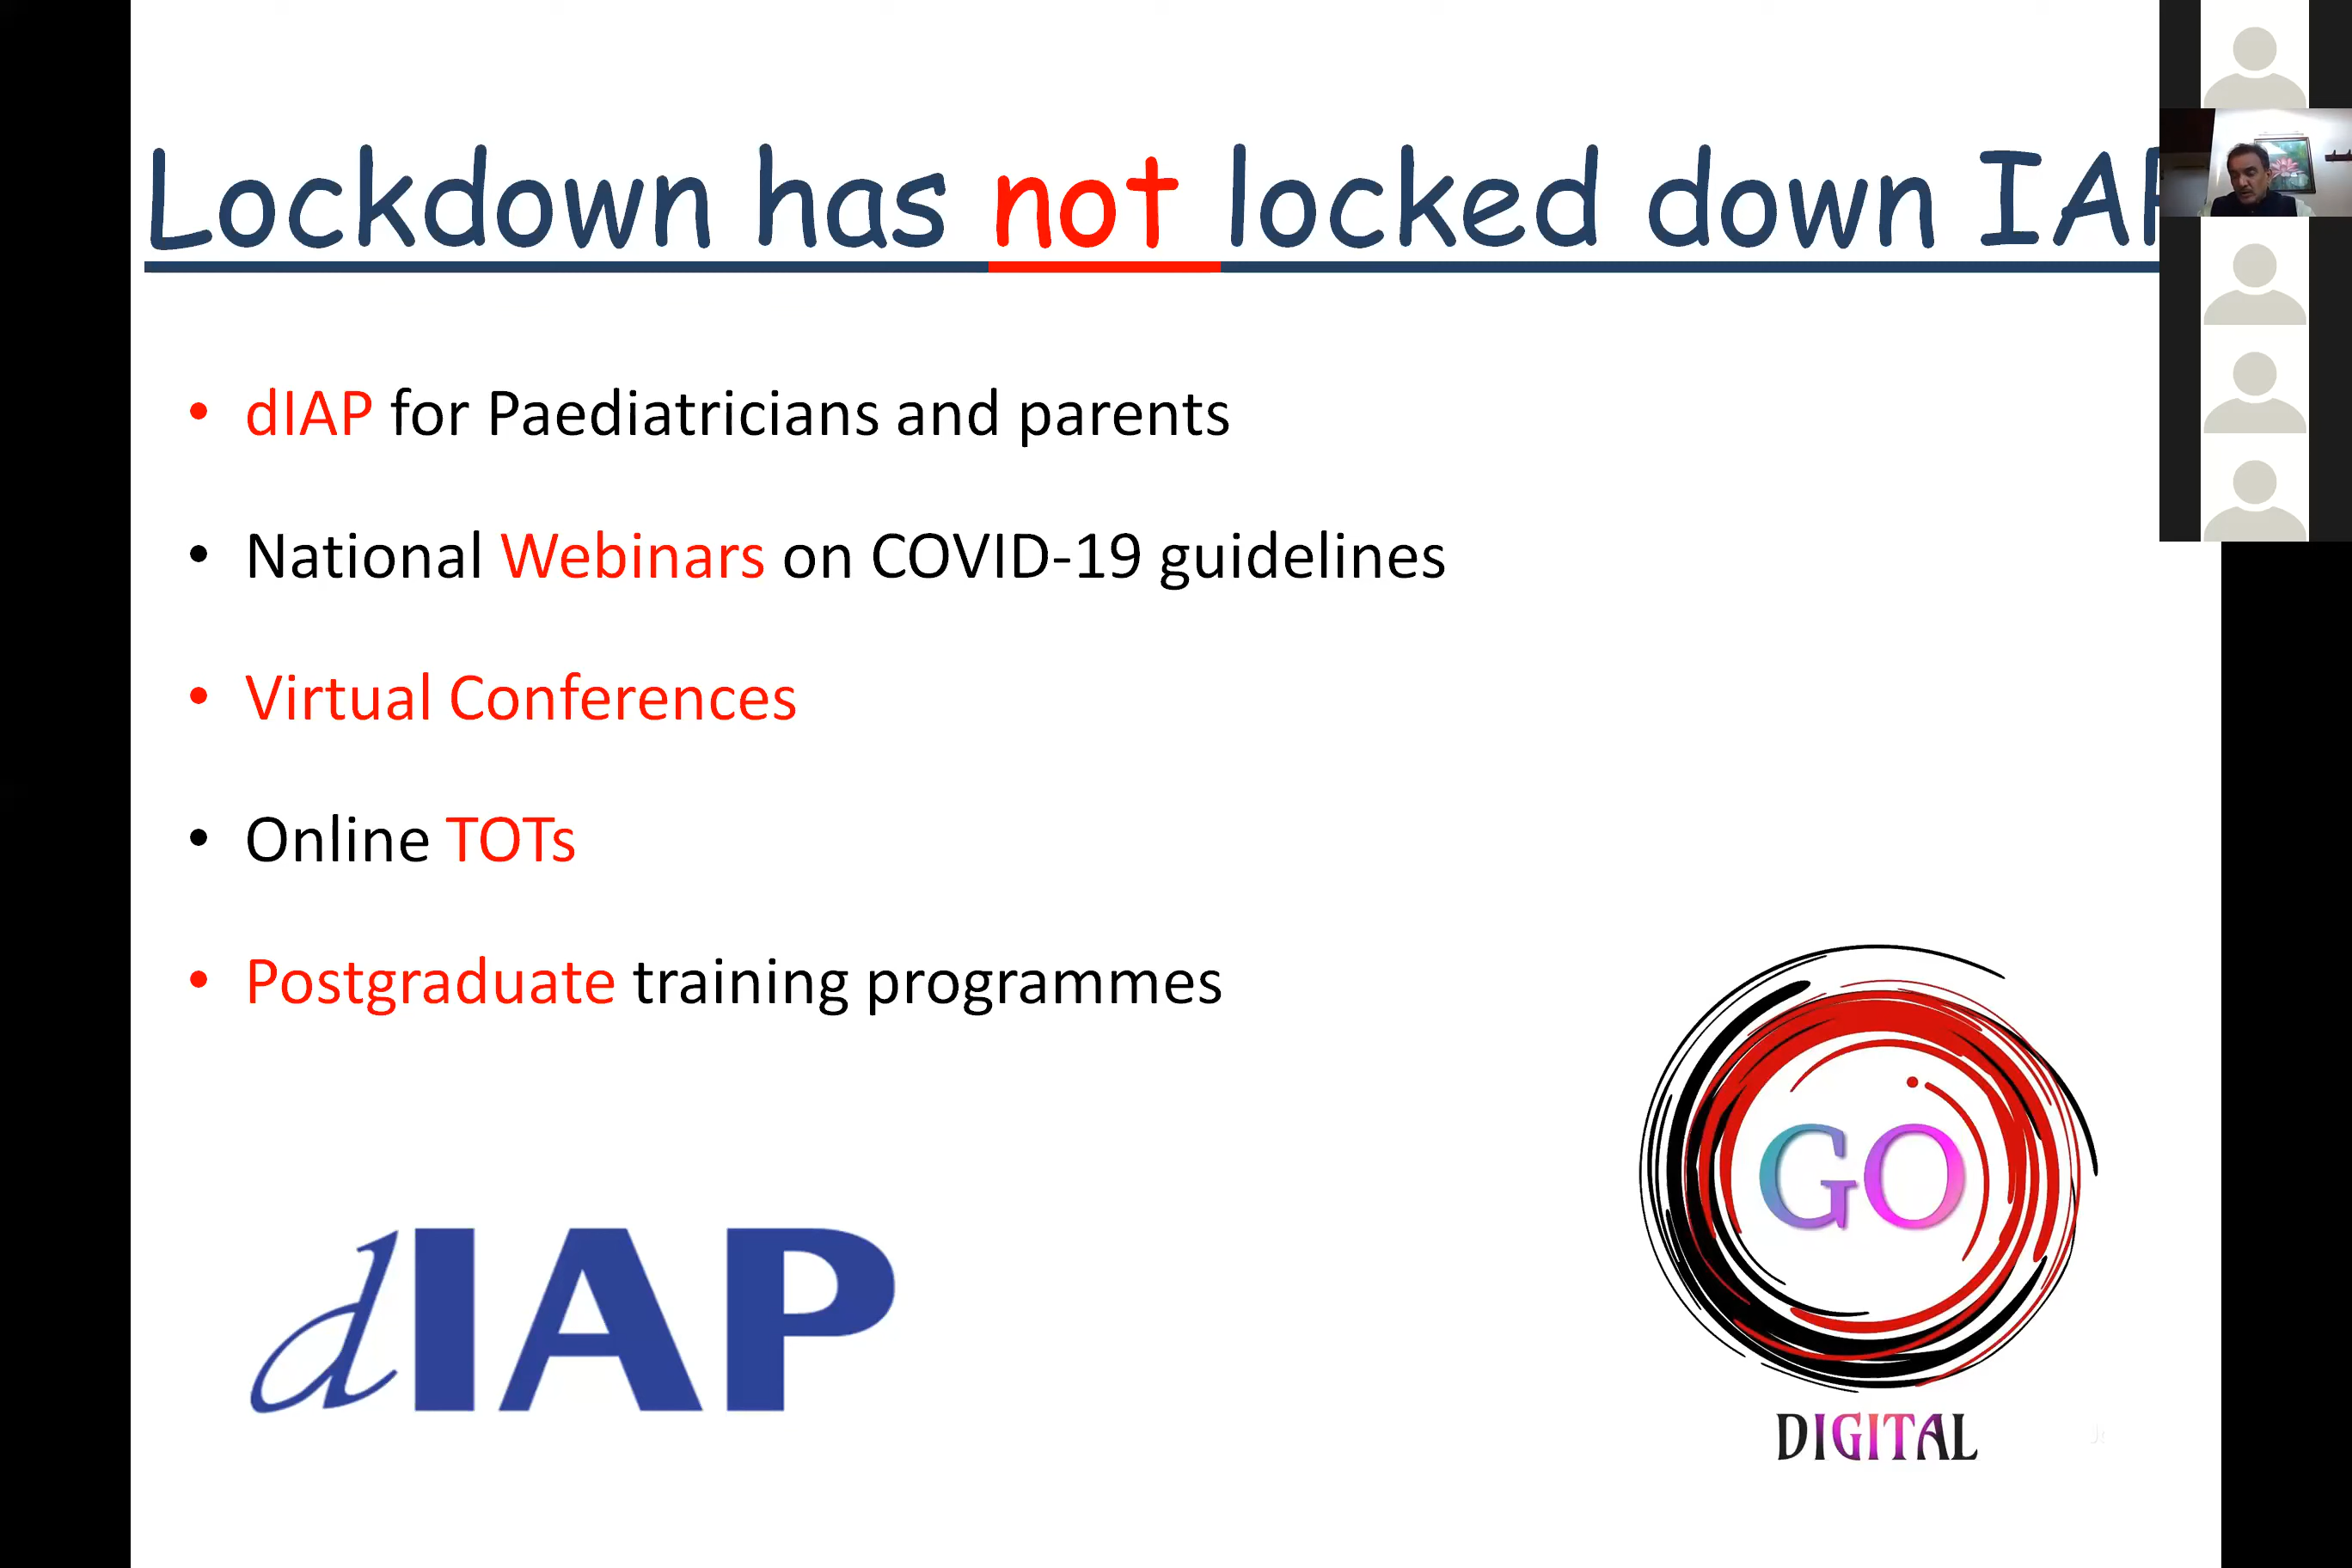 Lockdown has not locked down IAP
• dIAP for Paediatricians and parents
• National Webinars on COVID-19 guidelines
• Virtual Conferences
• Online TOTs
• Postgraduate training programmes
dIAP
GO
DIGITAL